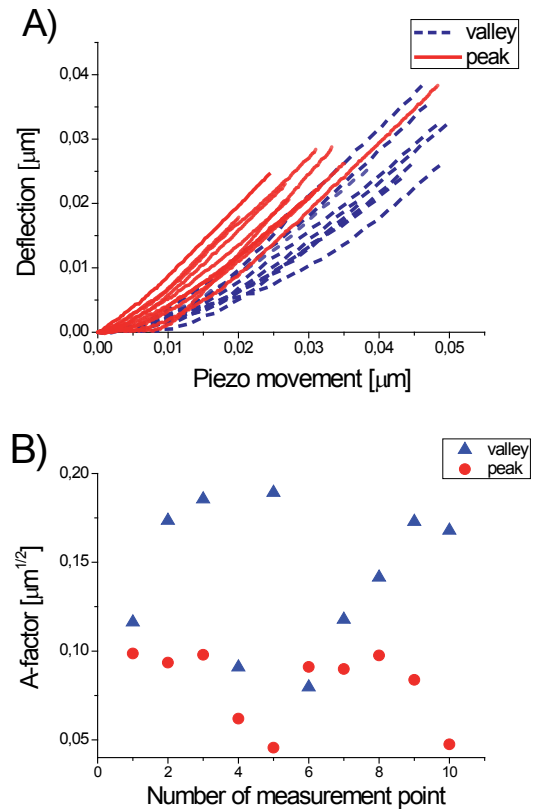 A)
valley
peak
0,04
0,03
0,02
0,01
0,00
Deflection [µm]
0,00 0,01 0,02 0,03 0,04 0,05
Piezo movement [µm]
B)
valley
peak
0,20
0,15
0,10
0,05
A-factor [µm^1/2]
0 2 4 6 8 10
Number of measurement point